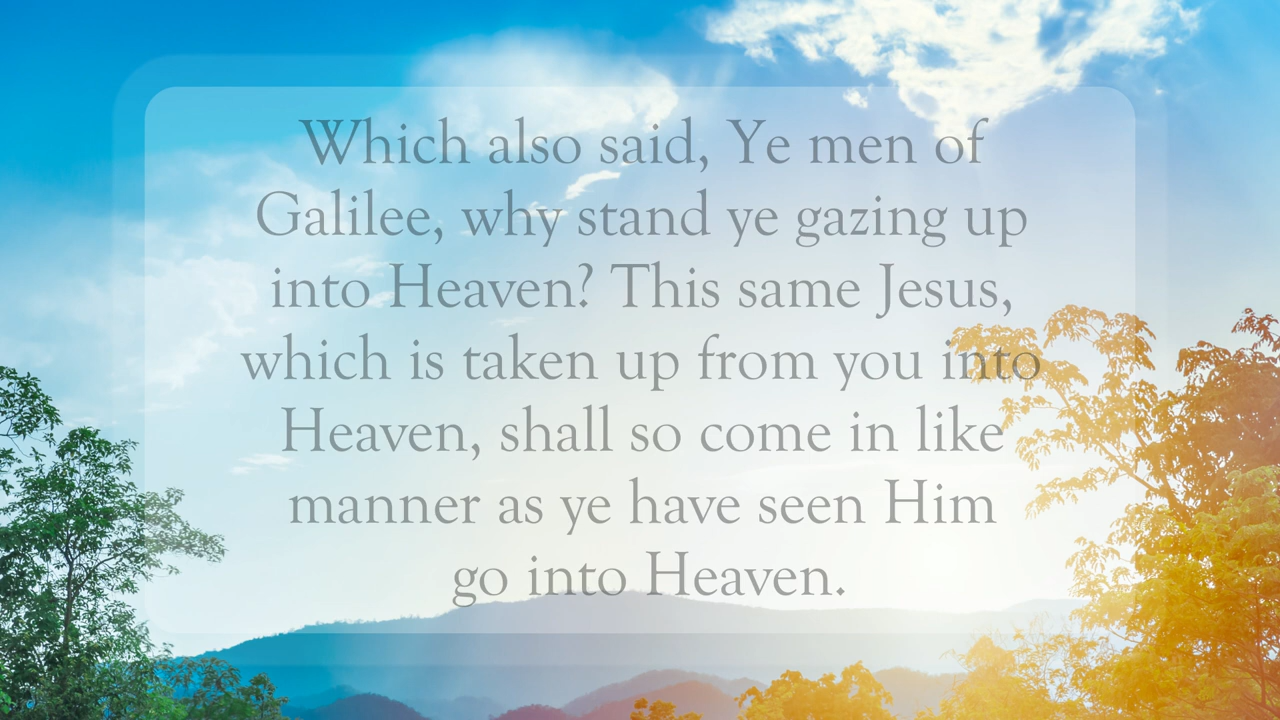 Which also said, Ye men of
Galilee, why stand ye gazing up
into Heaven? This same Jesus,
which is taken up from you into
Heaven, shall so come in like
manner as ye have seen Him
go into Heaven.